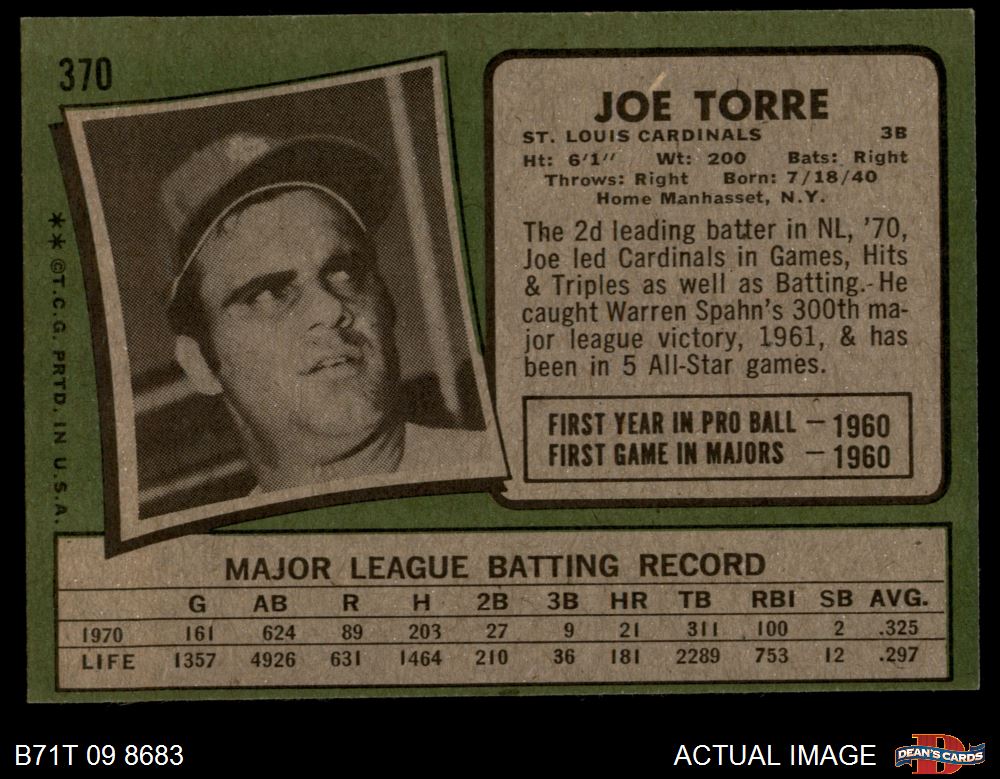 370
JOE TORRE
ST. LOUIS CARDINALS 3B
Ht: 6'1" Wt: 200 Bats: Right
Throws: Right Born: 7/18/40
Home Manhasset, N.Y.
The 2d leading batter in NL, '70,
Joe led Cardinals in Games, Hits
& Triples as well as Batting. He
caught Warren Spahn's 300th ma-
jor league victory, 1961, & has
been in 5 All-Star games.
FIRST YEAR IN PRO BALL — 1960
FIRST GAME IN MAJORS — 1960
** ©T.C.G. PRTD. IN U.S.A.
MAJOR LEAGUE BATTING RECORD
G AB R H 2B 3B HR TB RBI SB AVG.
1970 161 624 89 203 27 9 21 311 100 2 .325
LIFE 1357 4926 631 1464 210 36 181 2289 753 12 .297
B71T 09 8683
ACTUAL IMAGE
DEAN'S CARDS